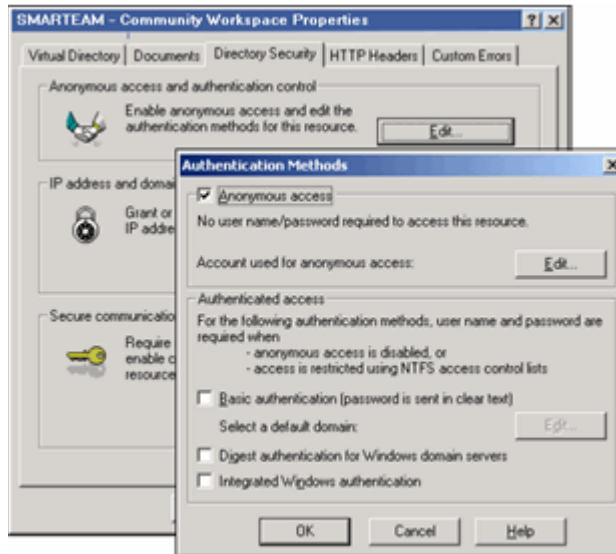 SMARTEAM - Community Workspace Properties
Virtual Directory
Documents
Directory Security
HTTP Headers
Custom Errors
Anonymous access and authentication control
Enable anonymous access and edit the
authentication methods for this resource.
Edit...
IP address and domai
Grant or
IP addre
Secure communication
Require
enable c
resource
Authentication Methods
Anonymous access
No user name/password required to access this resource.
Account used for anonymous access:
Edit...
Authenticated access
For the following authentication methods, user name and password are
required when
- anonymous access is disabled, or
- access is restricted using NTFS access control lists
Basic authentication (password is sent in clear text)
Select a default domain:
Edit...
Digest authentication for Windows domain servers
Integrated Windows authentication
OK
Cancel
Help